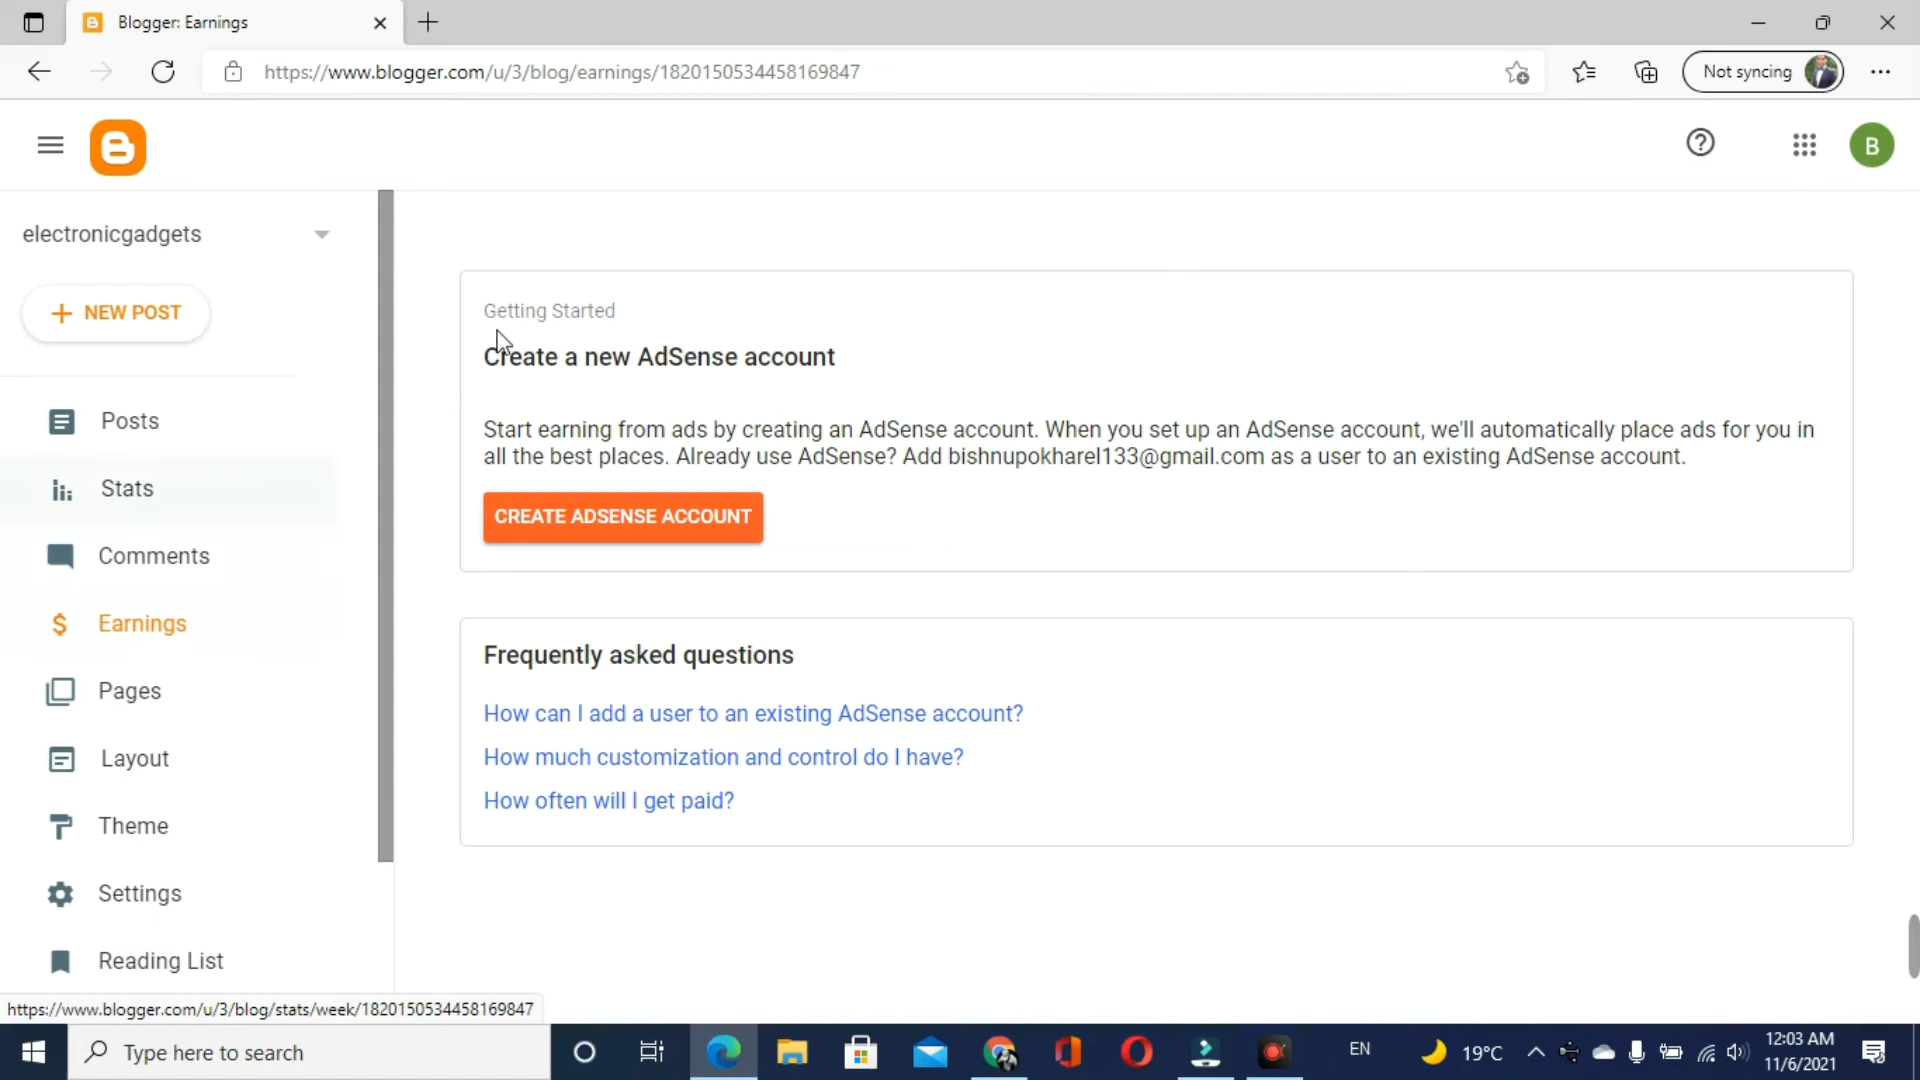 Blogger: Earnings
https://www.blogger.com/u/3/blog/earnings/1820150534458169847
Not syncing
B
electronicgadgets
NEW POST
Posts
Stats
Comments
Earnings
Pages
Layout
Theme
Settings
Reading List
Getting Started
Create a new AdSense account
Start earning from ads by creating an AdSense account. When you set up an AdSense account, we'll automatically place ads for you in
all the best places. Already use AdSense? Add bishnupokharel133@gmail.com as a user to an existing AdSense account.
CREATE ADSENSE ACCOUNT
Frequently asked questions
How can I add a user to an existing AdSense account?
How much customization and control do I have?
How often will I get paid?
https://www.blogger.com/u/3/blog/stats/week/1820150534458169847
Type here to search
EN
19°C
12:03 AM
11/6/2021